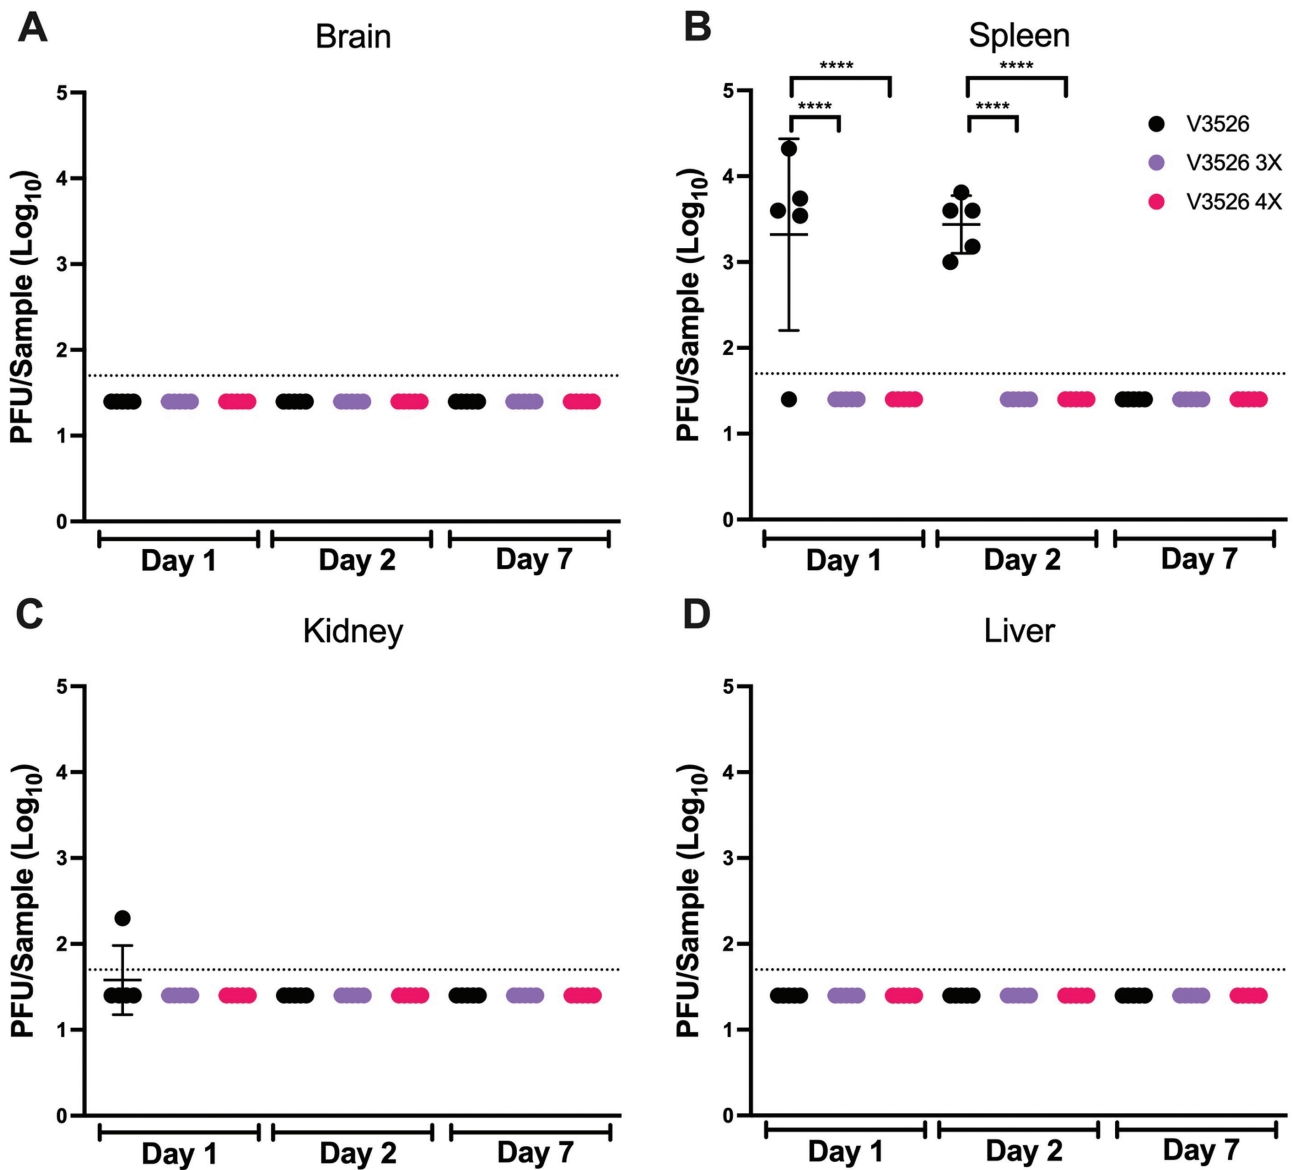 A
Brain
PFU/Sample (Log10)
5
4
3
2
1
0
Day 1
Day 2
Day 7
B
Spleen
PFU/Sample (Log10)
5
4
3
2
1
0
****
****
****
****
V3526
V3526 3X
V3526 4X
Day 1
Day 2
Day 7
C
Kidney
PFU/Sample (Log10)
5
4
3
2
1
0
Day 1
Day 2
Day 7
D
Liver
PFU/Sample (Log10)
5
4
3
2
1
0
Day 1
Day 2
Day 7